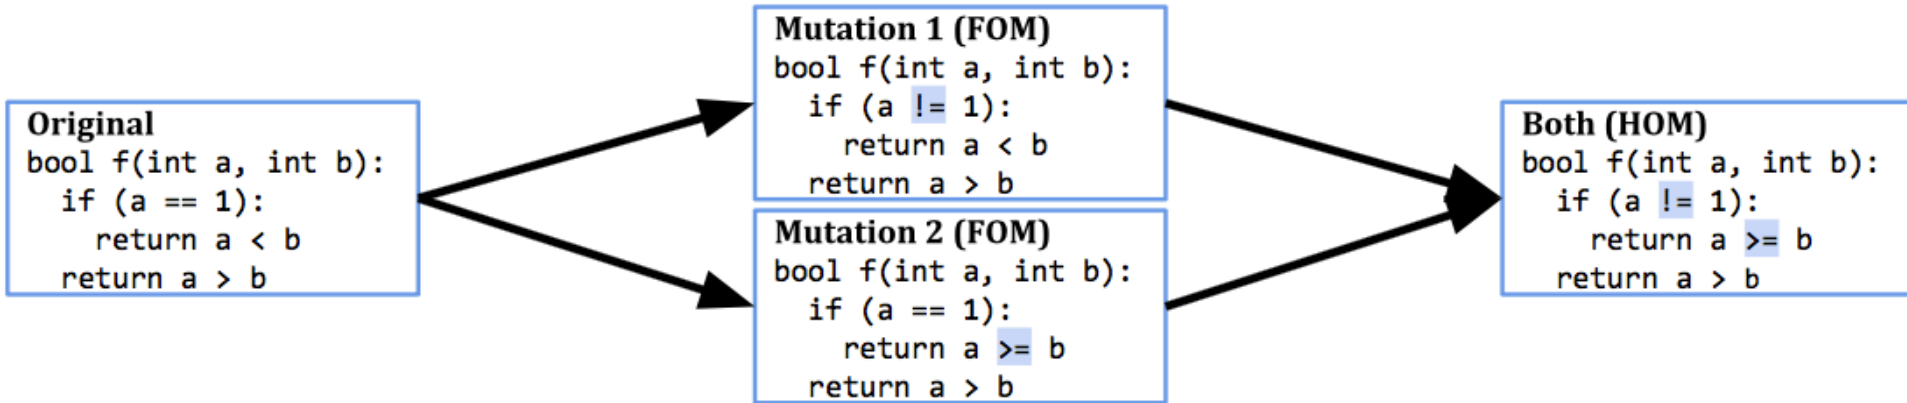 Original
bool f(int a, int b):
  if (a == 1):
    return a < b
  return a > b
Mutation 1 (FOM)
bool f(int a, int b):
  if (a != 1):
    return a < b
  return a > b
Mutation 2 (FOM)
bool f(int a, int b):
  if (a == 1):
    return a >= b
  return a > b
Both (HOM)
bool f(int a, int b):
  if (a != 1):
    return a >= b
  return a > b